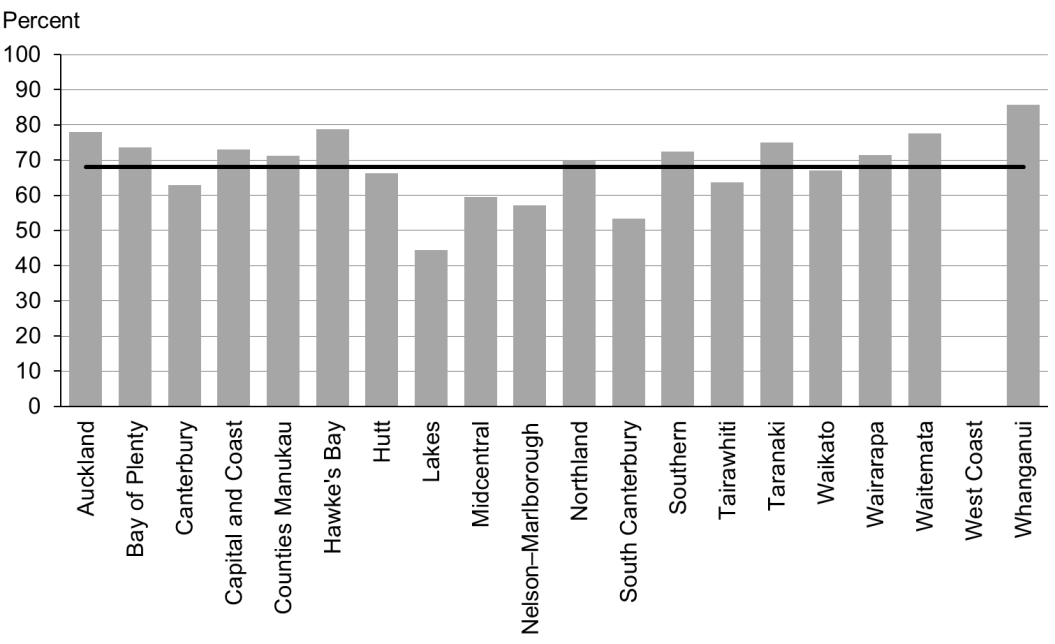 Percent
100
90
80
70
60
50
40
30
20
10
0
Auckland
Bay of Plenty
Canterbury
Capital and Coast
Counties Manukau
Hawke's Bay
Hutt
Lakes
Midcentral
Nelson–Marlborough
Northland
South Canterbury
Southern
Tairawhiti
Taranaki
Waikato
Wairarapa
Waitemata
West Coast
Whanganui